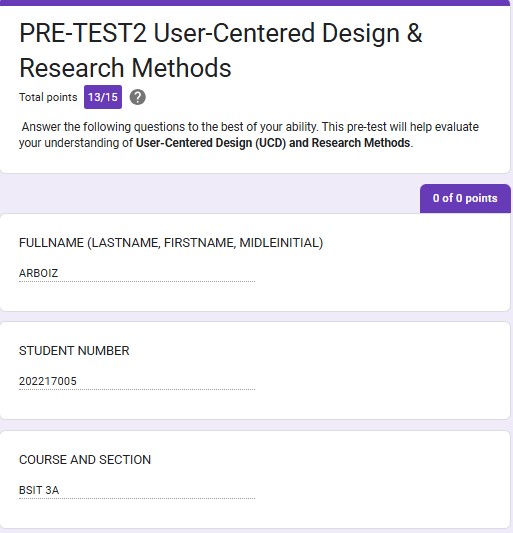 PRE-TEST2 User-Centered Design &
Research Methods
Total points 13/15 ?
Answer the following questions to the best of your ability. This pre-test will help evaluate
your understanding of User-Centered Design (UCD) and Research Methods.
0 of 0 points
FULLNAME (LASTNAME, FIRSTNAME, MIDLEINITIAL)
ARBOIZ
STUDENT NUMBER
202217005
COURSE AND SECTION
BSIT 3A